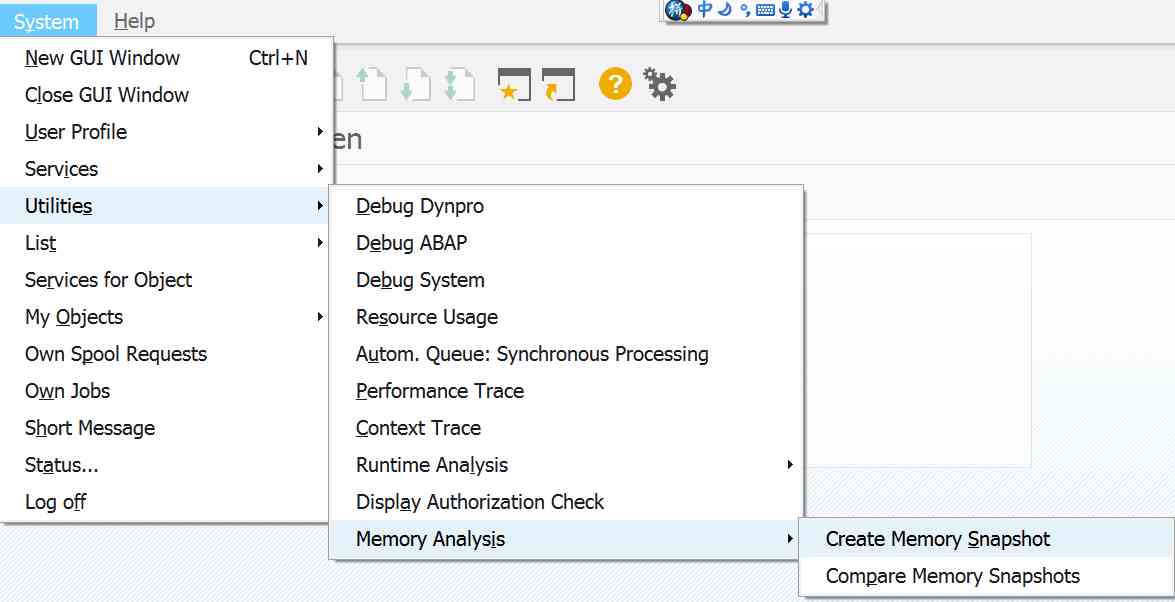 System Help
中
New GUI Window Ctrl+N
Close GUI Window
en
User Profile
Services
Utilities
List
Services for Object
My Objects
Own Spool Requests
Own Jobs
Short Message
Status...
Log off
Debug Dynpro
Debug ABAP
Debug System
Resource Usage
Autom. Queue: Synchronous Processing
Performance Trace
Context Trace
Runtime Analysis
Display Authorization Check
Memory Analysis
Create Memory Snapshot
Compare Memory Snapshots